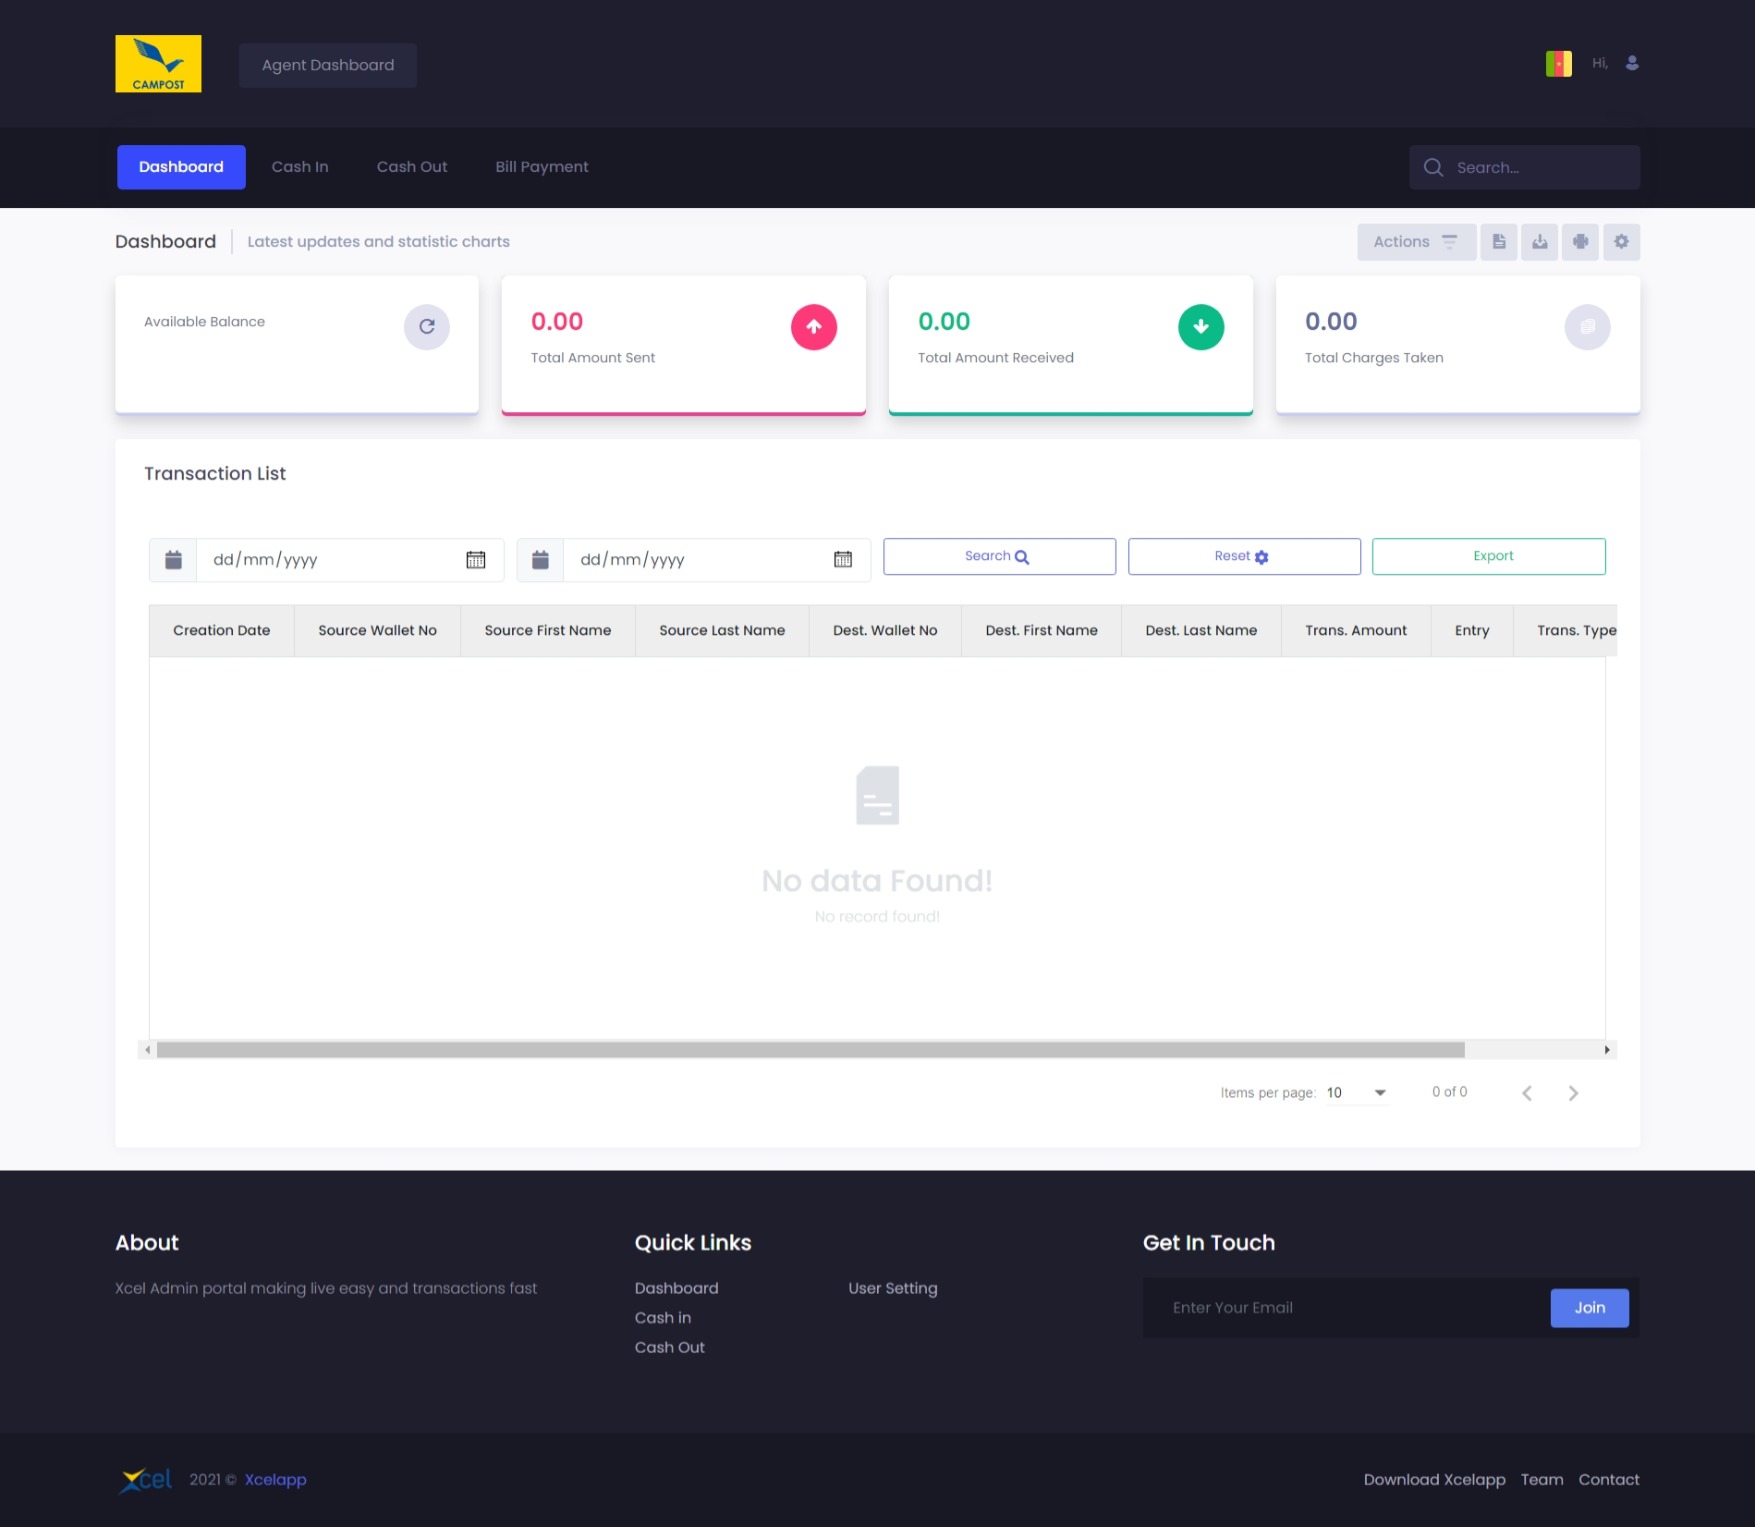 CAMPOST
Agent Dashboard
Hi,
Dashboard Cash In Cash Out Bill Payment
Search...
Dashboard Latest updates and statistic charts
Actions
Available Balance
0.00
Total Amount Sent
0.00
Total Amount Received
0.00
Total Charges Taken
Transaction List
dd/mm/yyyy dd/mm/yyyy Search Reset Export
Creation Date Source Wallet No Source First Name Source Last Name Dest. Wallet No Dest. First Name Dest. Last Name Trans. Amount Entry Trans. Type
No data Found!
No record found!
Items per page: 10 0 of 0
About
Xcel Admin portal making live easy and transactions fast
Quick Links
Dashboard User Setting
Cash in
Cash Out
Get In Touch
Enter Your Email Join
Xcel 2021 © Xcelapp
Download Xcelapp Team Contact